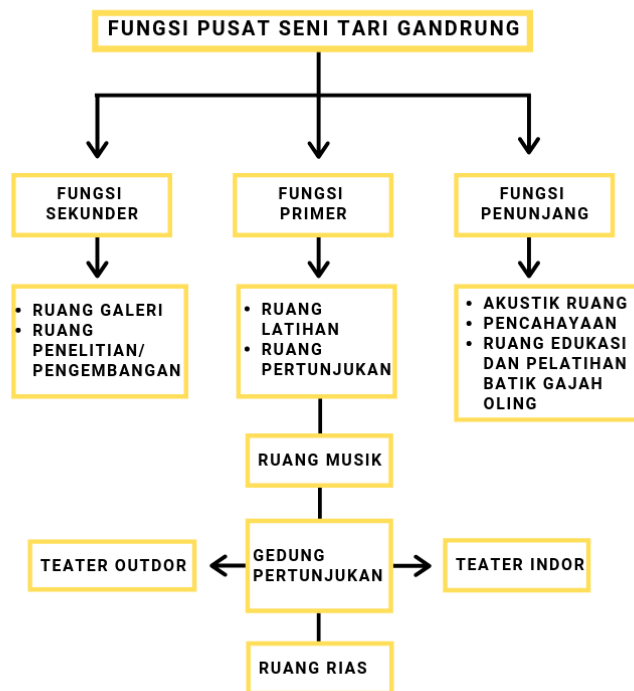 FUNGSI PUSAT SENI TARI GANDRUNG
FUNGSI
SEKUNDER
FUNGSI
PRIMER
FUNGSI
PENUNJANG
• RUANG GALERI
• RUANG
PENELITIAN/
PENGEMBANGAN
• RUANG
LATIHAN
• RUANG
PERTUNJUKAN
• AKUSTIK RUANG
• PENCAHAYAAN
• RUANG EDUKASI
DAN PELATIHAN
BATIK GAJAH
OLING
RUANG MUSIK
TEATER OUTDOR
GEDUNG
PERTUNJUKAN
TEATER INDOR
RUANG RIAS